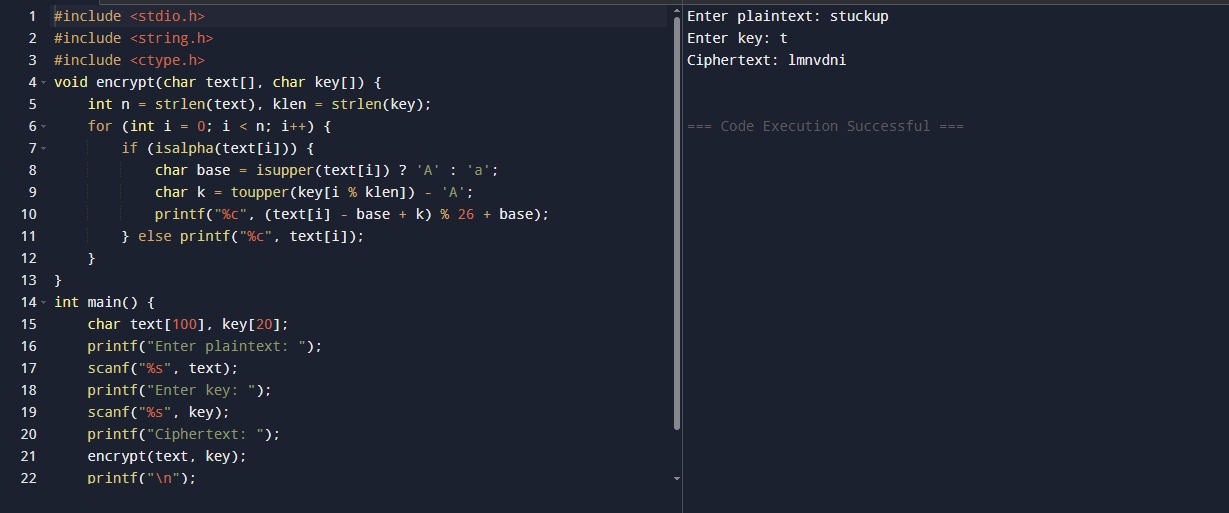 1 #include <stdio.h>
2 #include <string.h>
3 #include <ctype.h>
4 void encrypt(char text[], char key[]) {
5     int n = strlen(text), klen = strlen(key);
6     for (int i = 0; i < n; i++) {
7         if (isalpha(text[i])) {
8             char base = isupper(text[i]) ? 'A' : 'a';
9             char k = toupper(key[i % klen]) - 'A';
10             printf("%c", (text[i] - base + k) % 26 + base);
11         } else printf("%c", text[i]);
12     }
13 }
14 int main() {
15     char text[100], key[20];
16     printf("Enter plaintext: ");
17     scanf("%s", text);
18     printf("Enter key: ");
19     scanf("%s", key);
20     printf("Ciphertext: ");
21     encrypt(text, key);
22     printf("\n");
Enter plaintext: stuckup
Enter key: t
Ciphertext: lmnvdni
=== Code Execution Successful ===